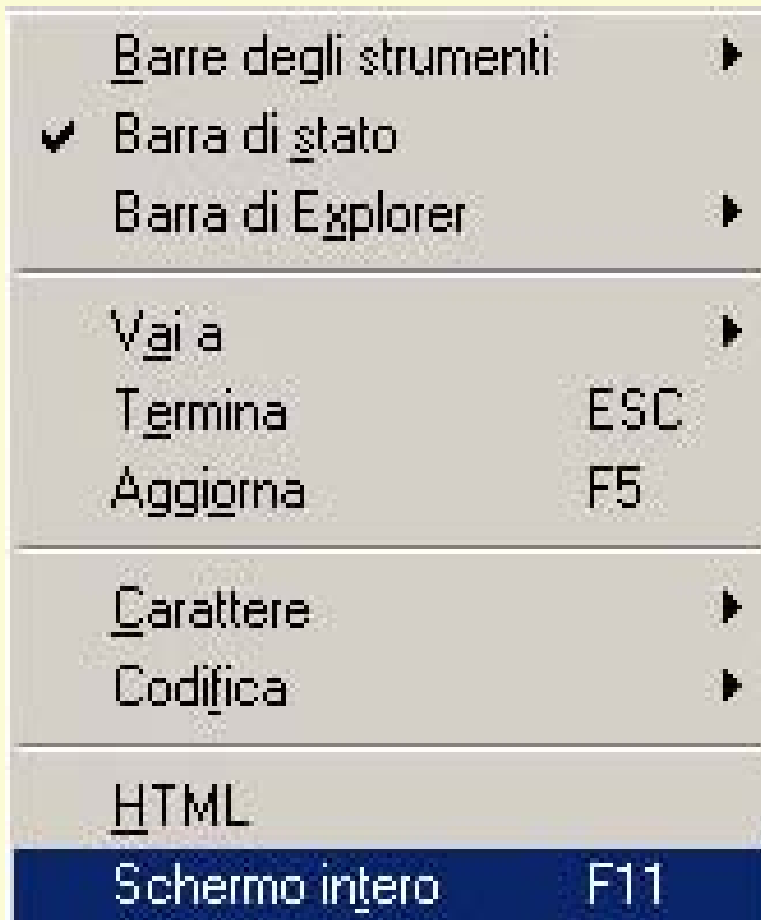 Barre degli strumenti
Barra di stato
Barra di Explorer
Vai a
Termina ESC
Aggiorna F5
Carattere
Codifica
HTML
Schermo intero F11